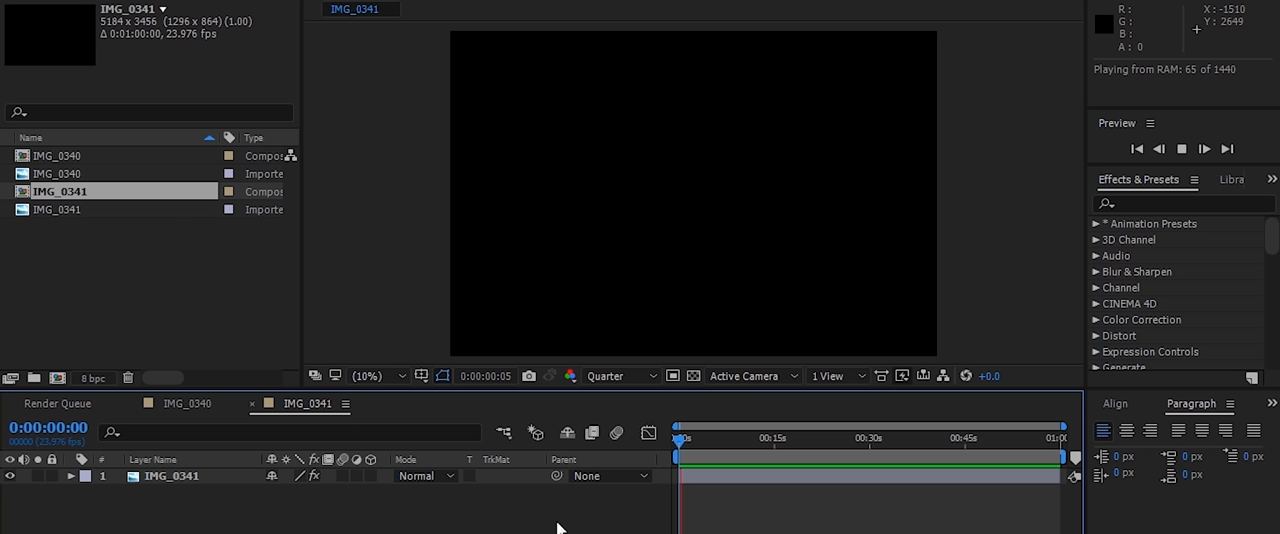 IMG_0341
5184 x 3456 (1296 x 864) (1.00)
Δ 0:01:00:00, 23.976 fps
Name Type
IMG_0340 Compos
IMG_0340 Importe
IMG_0341 Compos
IMG_0341 Importe
8 bpc
IMG_0341
(10%) 0:00:00:05 Quarter Active Camera 1 View +0.0
R : X : -1510
G : Y : 2649
B :
A : 0
Playing from RAM: 65 of 1440
Preview
Effects & Presets Libra
* Animation Presets
3D Channel
Audio
Blur & Sharpen
Channel
CINEMA 4D
Color Correction
Distort
Expression Controls
Generate
Render Queue IMG_0340 × IMG_0341
0:00:00:00
00000 (23.976 fps)
# Layer Name fx Mode T TrkMat Parent
00s 00:15s 00:30s 00:45s 01:00
1 IMG_0341 fx Normal None
Align Paragraph
0 px 0 px 0 px
0 px 0 px